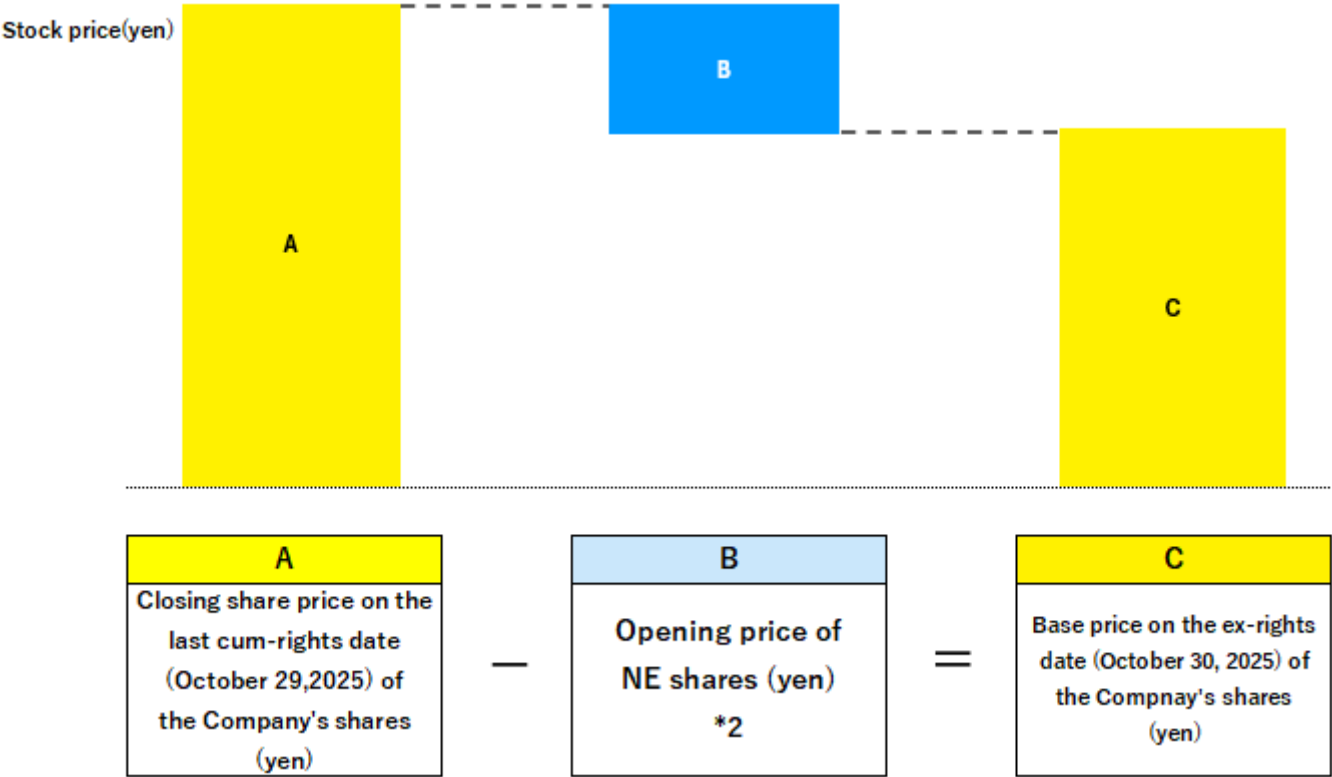 Stock price(yen)
B
A
C
A
Closing share price on the
last cum-rights date
(October 29,2025) of
the Company's shares
(yen)
−
B
Opening price of
NE shares (yen)
*2
=
C
Base price on the ex-rights
date (October 30, 2025) of
the Compnay's shares
(yen)